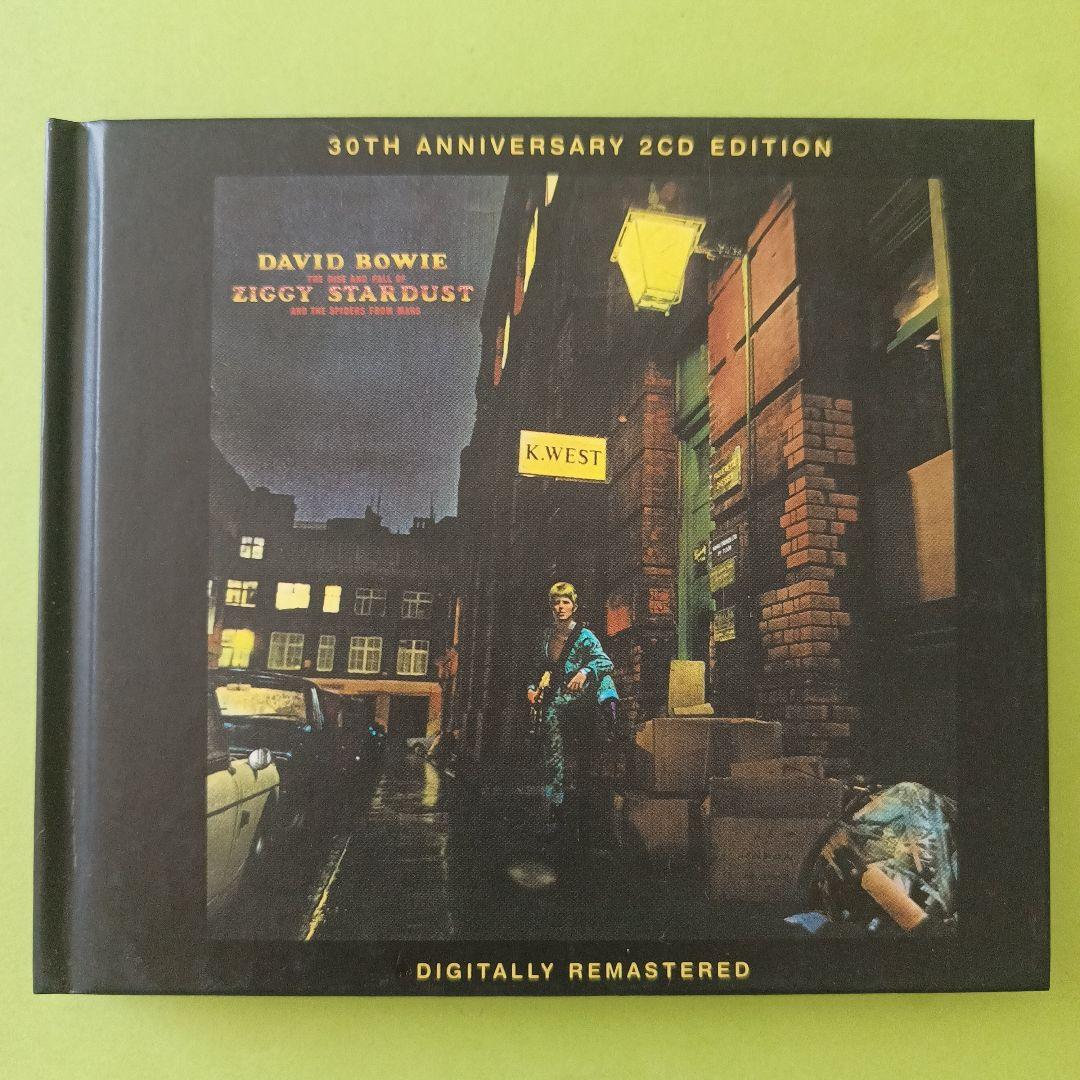 30TH ANNIVERSARY 2CD EDITION
DAVID BOWIE
THE RISE AND FALL OF
ZIGGY STARDUST
AND THE SPIDERS FROM MARS
K.WEST
DIGITALLY REMASTERED